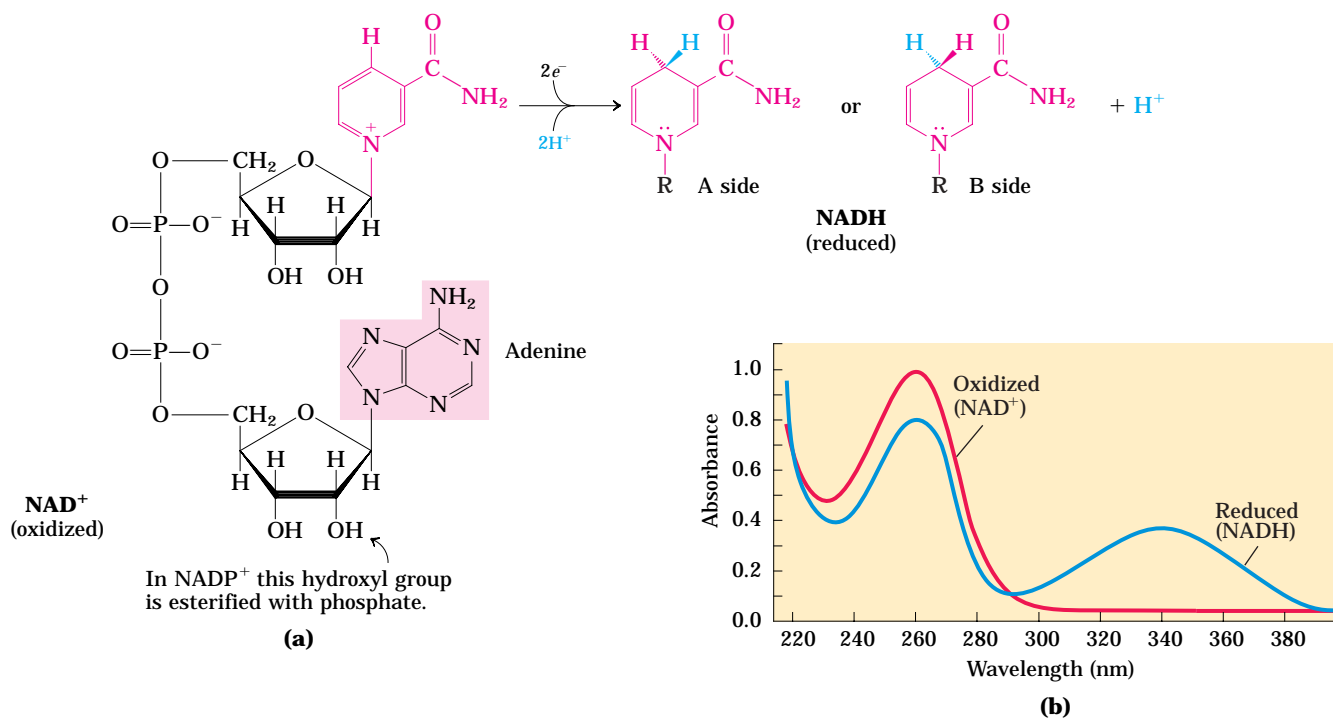 H
O
C
NH₂
N
+
2e⁻
2H⁺
H H
O
C
NH₂
N̈
R
A side
or
H H
O
C
NH₂
N̈
R
B side
+ H⁺
NADH
(reduced)
O
CH₂
O
O=P—O⁻
H
H
H
H
OH
OH
O
O=P—O⁻
O
CH₂
O
H
H
H
H
OH
OH
NH₂
N
N
N
N
Adenine
NAD⁺
(oxidized)
In NADP⁺ this hydroxyl group
is esterified with phosphate.
(a)
Absorbance
1.0
0.8
0.6
0.4
0.2
0.0
Oxidized
(NAD⁺)
Reduced
(NADH)
220 240 260 280 300 320 340 360 380
Wavelength (nm)
(b)